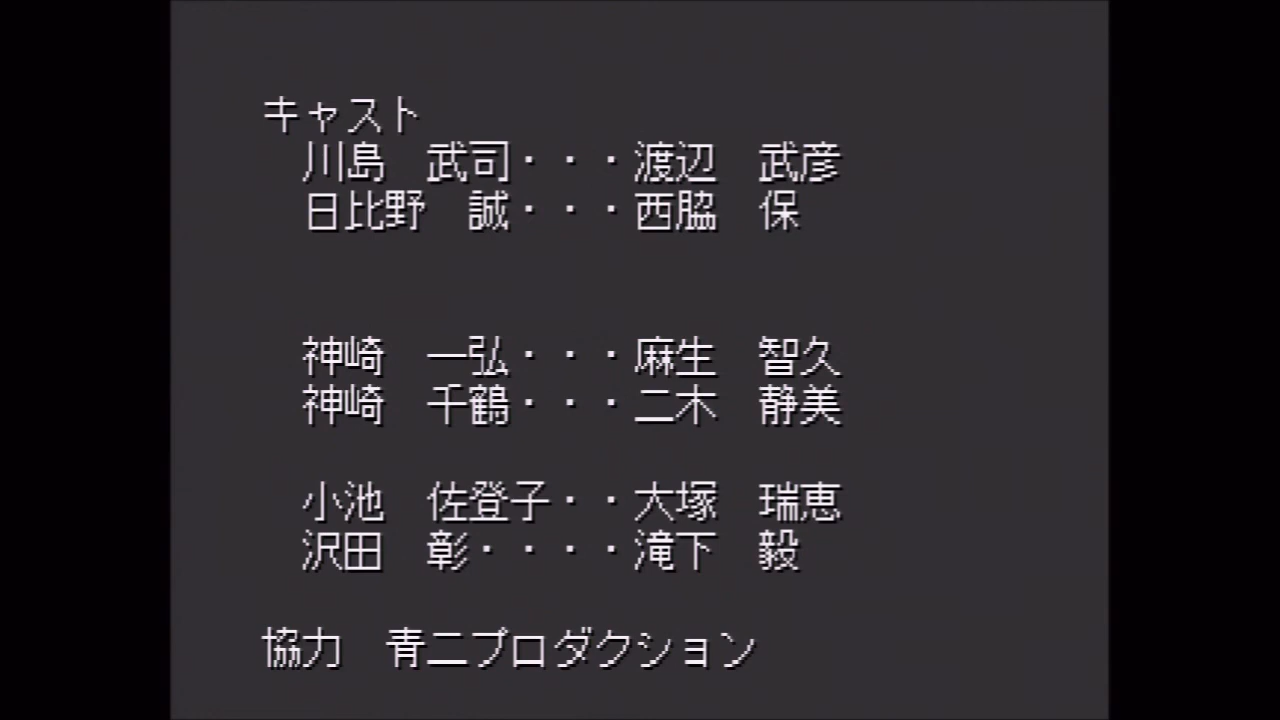 キャスト
川島　武司・・・渡辺　武彦
日比野　誠・・・西脇　保
神崎　一弘・・・麻生　智久
神崎　千鶴・・・二木　静美
小池　佐登子・・大塚　瑞恵
沢田　彰・・・・滝下　毅
協力　青二プロダクション